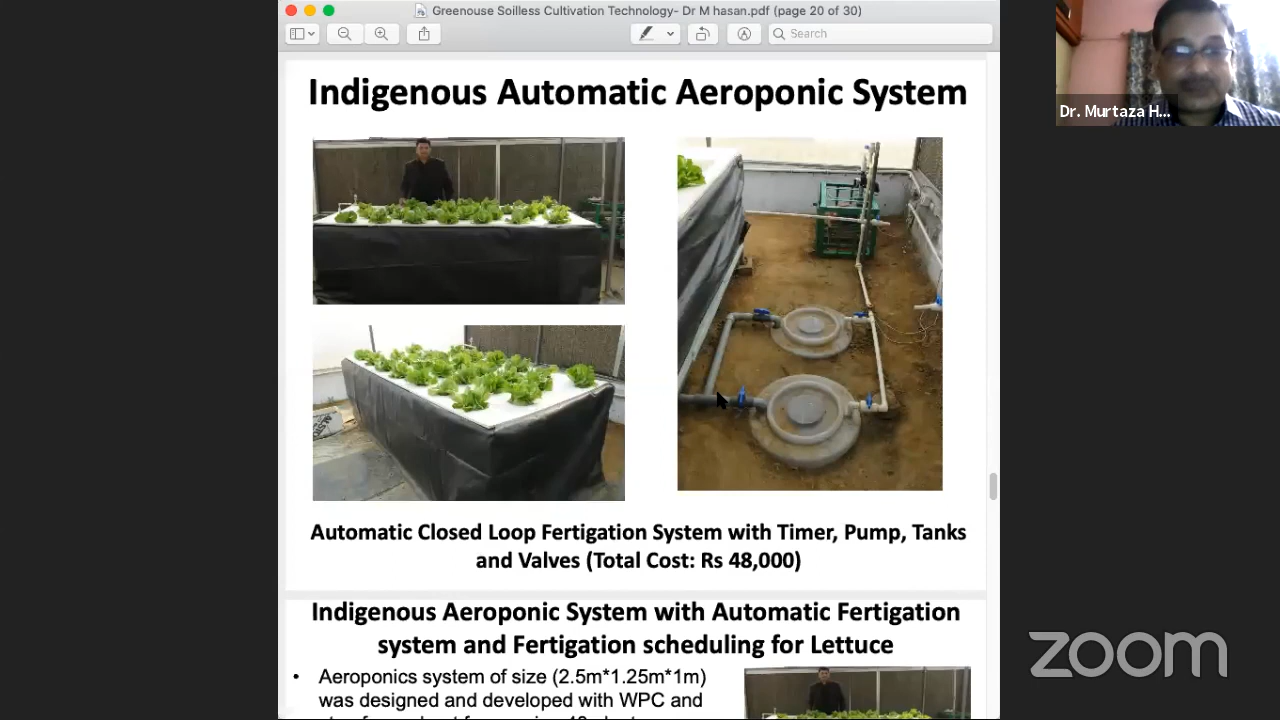 Greenouse Soilless Cultivation Technology- Dr M hasan.pdf (page 20 of 30)
Search
Indigenous Automatic Aeroponic System
Automatic Closed Loop Fertigation System with Timer, Pump, Tanks
and Valves (Total Cost: Rs 48,000)
Indigenous Aeroponic System with Automatic Fertigation
system and Fertigation scheduling for Lettuce
• Aeroponics system of size (2.5m*1.25m*1m)
was designed and developed with WPC and
Dr. Murtaza H...
zoom